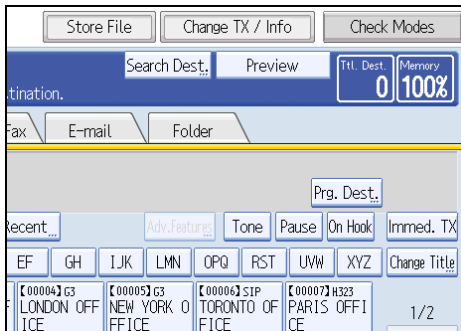 Store File Change TX / Info Check Modes
Search Dest. Preview Ttl. Dest. Memory
tination. 0 100%
Fax E-mail Folder
Prg. Dest.
Recent Adv.Features Tone Pause On Hook Immed. TX
EF GH IJK LMN OPQ RST UVW XYZ Change Title
【00004】G3 【00005】G3 【00006】SIP 【00007】H323
F LONDON OFF NEW YORK O TORONTO OF PARIS OFFI 1/2
ICE FFICE FICE CE